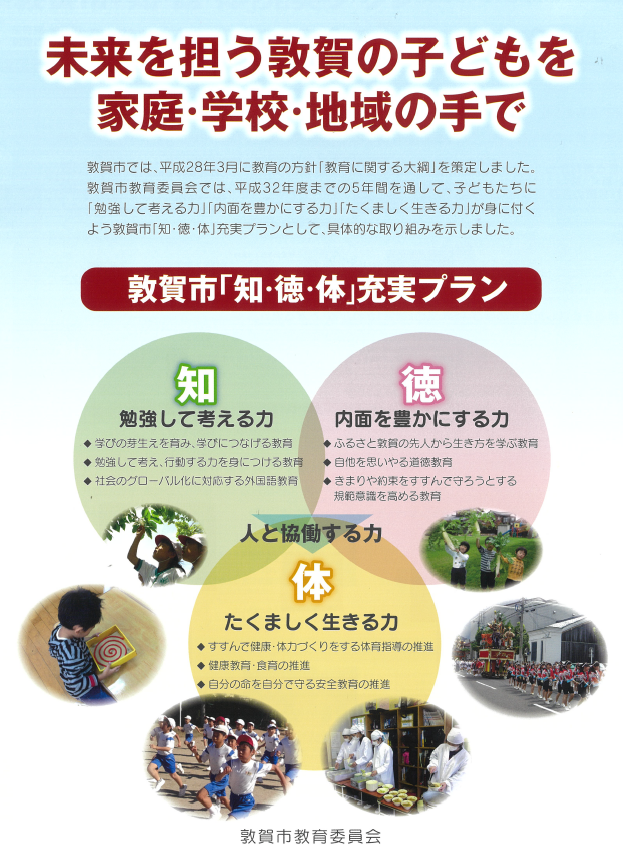 未来を担う敦賀の子どもを
家庭・学校・地域の手で
敦賀市では、平成28年3月に教育の方針「教育に関する大綱」を策定しました。
敦賀市教育委員会では、平成32年度までの5年間を通して、子どもたちに
「勉強して考える力」「内面を豊かにする力」「たくましく生きる力」が身に付く
よう敦賀市「知・徳・体」充実プランとして、具体的な取り組みを示しました。
敦賀市「知・徳・体」充実プラン
知
勉強して考える力
◆ 学びの芽生えを育み、学びにつなげる教育
◆ 勉強して考え、行動する力を身につける教育
◆ 社会のグローバル化に対応する外国語教育
徳
内面を豊かにする力
◆ ふるさと敦賀の先人から生き方を学ぶ教育
◆ 自他を思いやる道徳教育
◆ きまりや約束をすすんで守ろうとする
規範意識を高める教育
人と協働する力
体
たくましく生きる力
◆ すすんで健康・体力づくりをする体育指導の推進
◆ 健康教育・食育の推進
◆ 自分の命を自分で守る安全教育の推進
敦賀市教育委員会